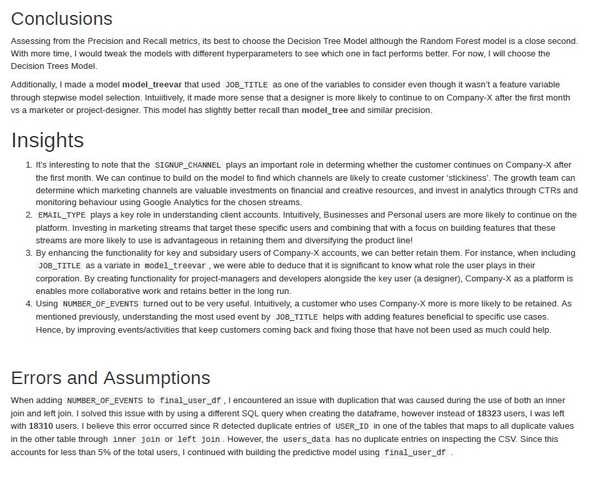 Conclusions
Assessing from the Precision and Recall metrics, its best to choose the Decision Tree Model although the Random Forest model is a close second.
With more time, I would tweak the models with different hyperparameters to see which one in fact performs better. For now, I will choose the
Decision Trees Model.
Additionally, I made a model model_treevar that used JOB_TITLE as one of the variables to consider even though it wasn't a feature variable
through stepwise model selection. Intuiitively, it made more sense that a designer is more likely to continue to on Company-X after the first month
vs a marketer or project-designer. This model has slightly better recall than model_tree and similar precision.
Insights
1. It's interesting to note that the SIGNUP_CHANNEL plays an important role in determing whether the customer continues on Company-X after
the first month. We can continue to build on the model to find which channels are likely to create customer 'stickiness'. The growth team can
determine which marketing channels are valuable investments on financial and creative resources, and invest in analytics through CTRs and
monitoring behaviour using Google Analytics for the chosen streams.
2. EMAIL_TYPE plays a key role in understanding client accounts. Intuitively, Businesses and Personal users are more likely to continue on the
platform. Investing in marketing streams that target these specific users and combining that with a focus on building features that these
streams are more likely to use is advantageous in retaining them and diversifying the product line!
3. By enhancing the functionality for key and subsidary users of Company-X accounts, we can better retain them. For instance, when including
JOB_TITLE as a variate in model_treevar , we were able to deduce that it is significant to know what role the user plays in their
corporation. By creating functionality for project-managers and developers alongside the key user (a designer), Company-X as a platform is
enables more collaborative work and retains better in the long run.
4. Using NUMBER_OF_EVENTS turned out to be very useful. Intuitively, a customer who uses Company-X more is more likely to be retained. As
mentioned previously, understanding the most used event by JOB_TITLE helps with adding features beneficial to specific use cases.
Hence, by improving events/activities that keep customers coming back and fixing those that have not been used as much could help.
Errors and Assumptions
When adding NUMBER_OF_EVENTS to final_user_df , I encountered an issue with duplication that was caused during the use of both an inner
join and left join. I solved this issue with by using a different SQL query when creating the dataframe, however instead of 18323 users, I was left
with 18310 users. I believe this error occurred since R detected duplicate entries of USER_ID in one of the tables that maps to all duplicate values
in the other table through inner join or left join . However, the users_data has no duplicate entries on inspecting the CSV. Since this
accounts for less than 5% of the total users, I continued with building the predictive model using final_user_df .